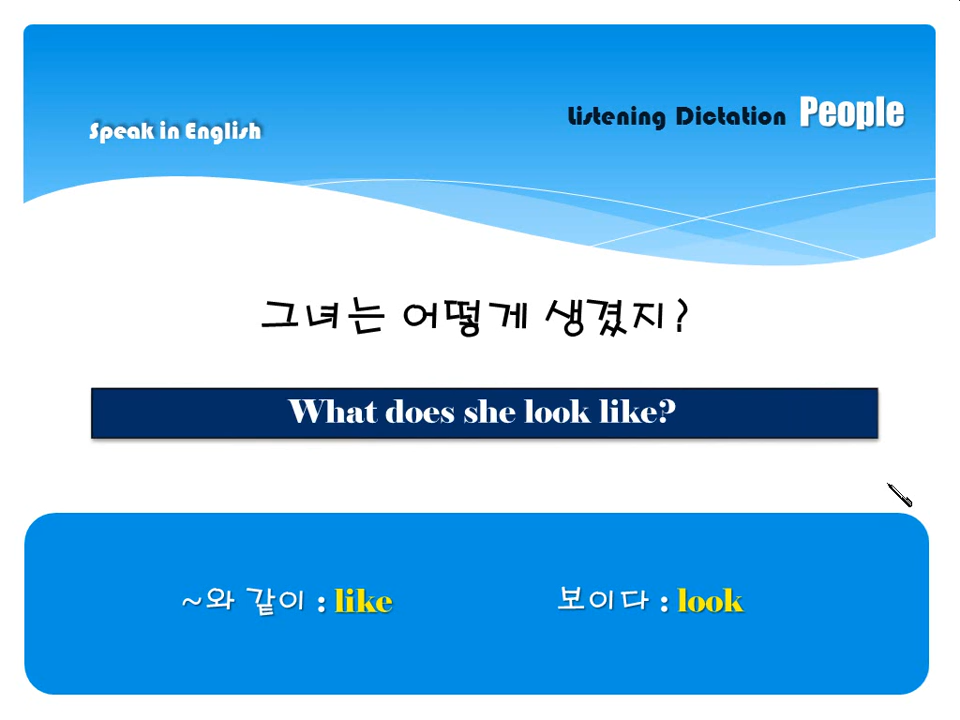 Speak in English
Listening Dictation People
그녀는 어떻게 생겼지?
What does she look like?
~와 같이 : like
보이다 : look